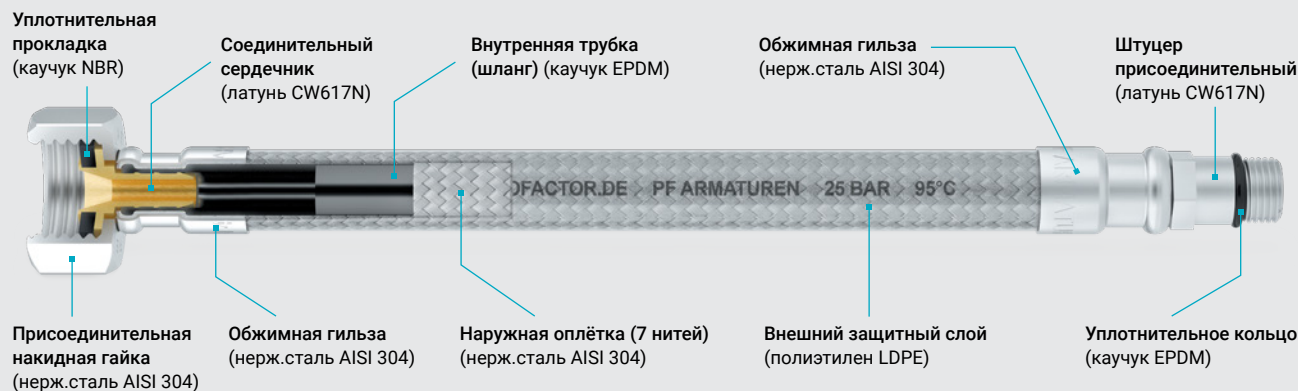 Уплотнительная
прокладка
(каучук NBR)
Соединительный
сердечник
(латунь CW617N)
Внутренняя трубка
(шланг) (каучук EPDM)
Обжимная гильза
(нерж.сталь AISI 304)
Штуцер
присоединительный
(латунь CW617N)
OFACTOR.DE PF ARMATUREN 25 BAR 95°C
Присоединительная
накидная гайка
(нерж.сталь AISI 304)
Обжимная гильза
(нерж.сталь AISI 304)
Наружная оплётка (7 нитей)
(нерж.сталь AISI 304)
Внешний защитный слой
(полиэтилен LDPE)
Уплотнительное кольцо
(каучук EPDM)